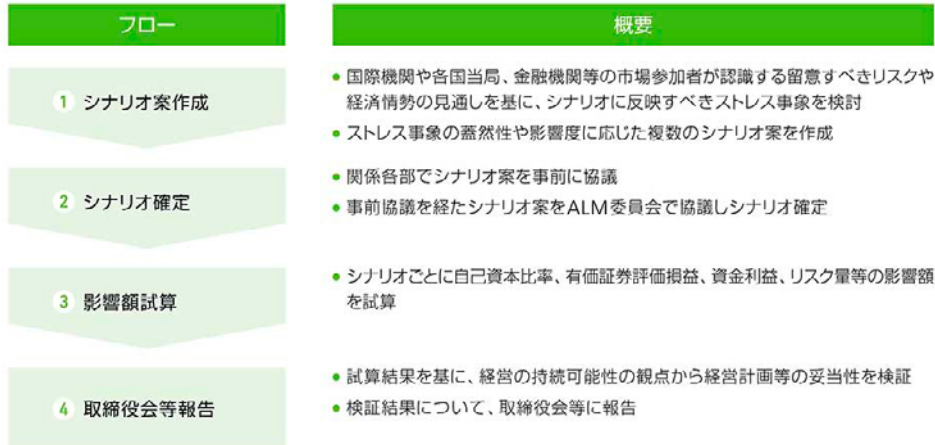 フロー
概要
1 シナリオ案作成
• 国際機関や各国当局、金融機関等の市場参加者が認識する留意すべきリスクや
経済情勢の見通しを基に、シナリオに反映すべきストレス事象を検討
• ストレス事象の蓋然性や影響度に応じた複数のシナリオ案を作成
2 シナリオ確定
• 関係各部でシナリオ案を事前に協議
• 事前協議を経たシナリオ案をALM委員会で協議しシナリオ確定
3 影響額試算
• シナリオごとに自己資本比率、有価証券評価損益、資金利益、リスク量等の影響額
を試算
4 取締役会等報告
• 試算結果を基に、経営の持続可能性の観点から経営計画等の妥当性を検証
• 検証結果について、取締役会等に報告